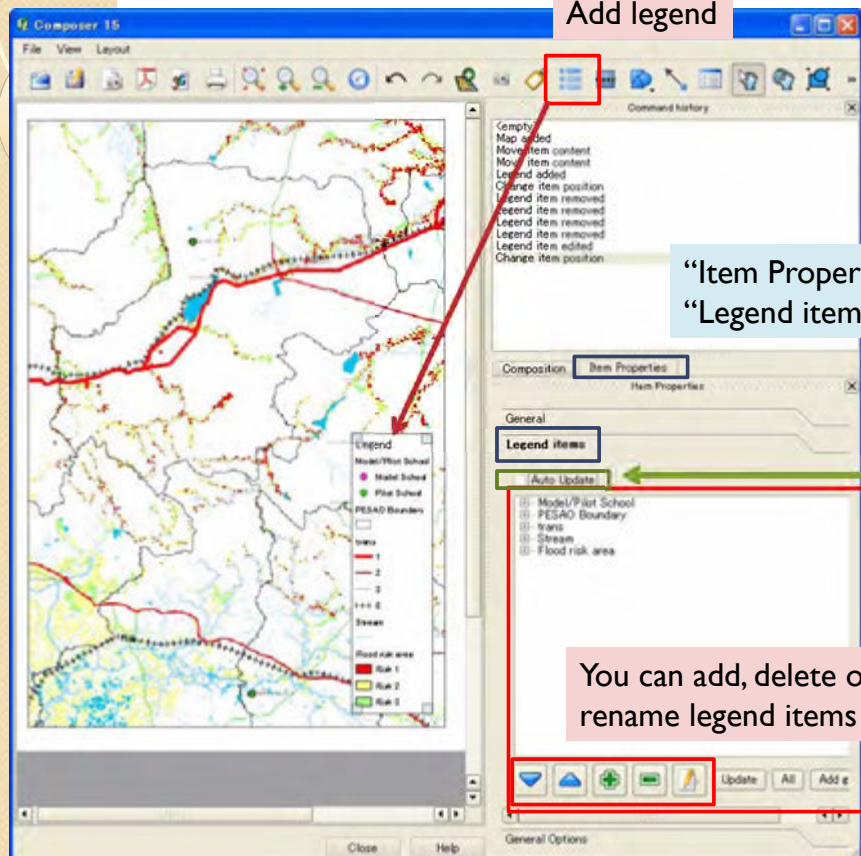 Add legend
Composer 15
File View Layout
Command history
<empty>
Map added
Move item content
Move item content
Legend added
Change item position
Legend item removed
Legend item removed
Legend item removed
Legend item removed
Legend item edited
Change item position
“Item Proper
“Legend item
Composition Item Properties
Item Properties
General
Legend items
Auto Update
Model/Pilot School
PESAO Boundary
trans
Stream
Flood risk area
Legend
Model/Pilot School
Model School
Pilot School
PESAO Boundary
trans
1
2
3
6
Stream
Flood risk area
Risk 1
Risk 2
Risk 3
You can add, delete o
rename legend items
Update All Add g
General Options
Close Help